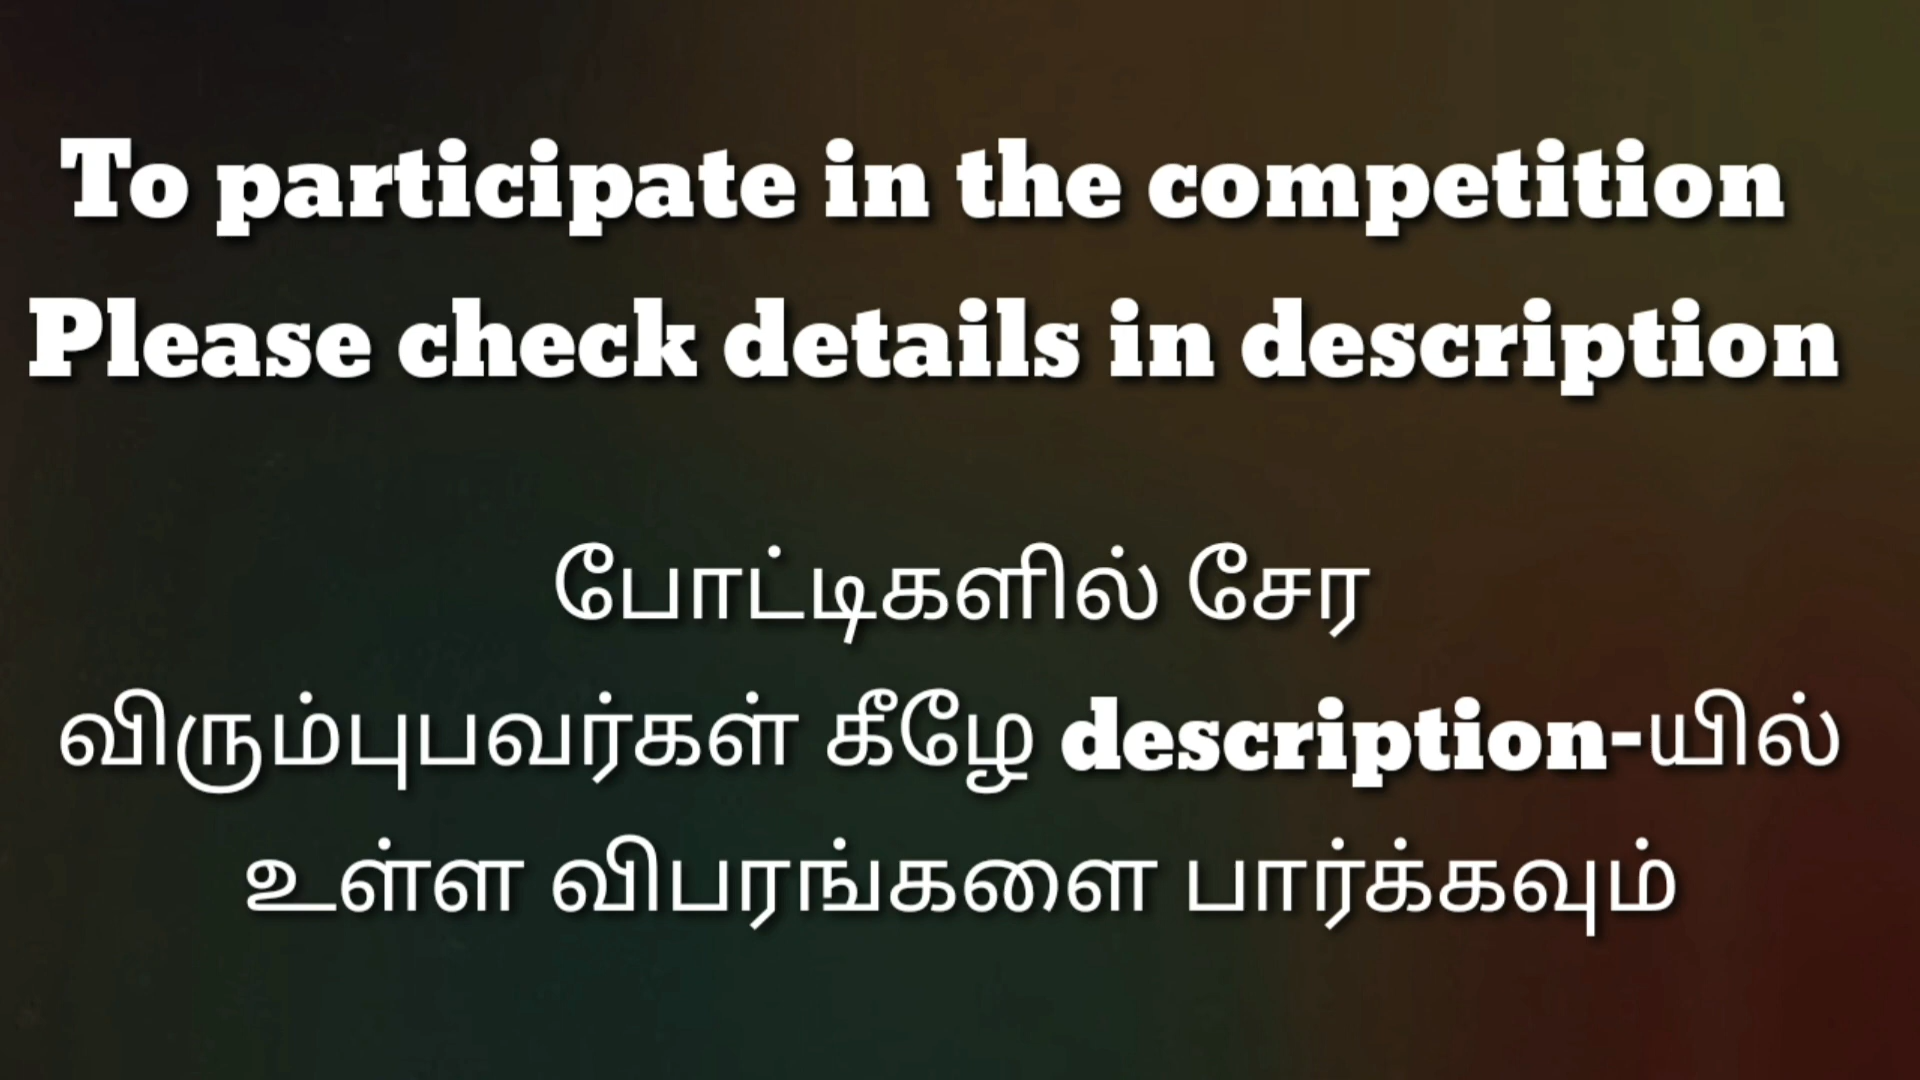 To participate in the competition
Please check details in description
போட்டிகளில் சேர
விரும்புபவர்கள் கீழே description-யில்
உள்ள விபரங்களை பார்க்கவும்